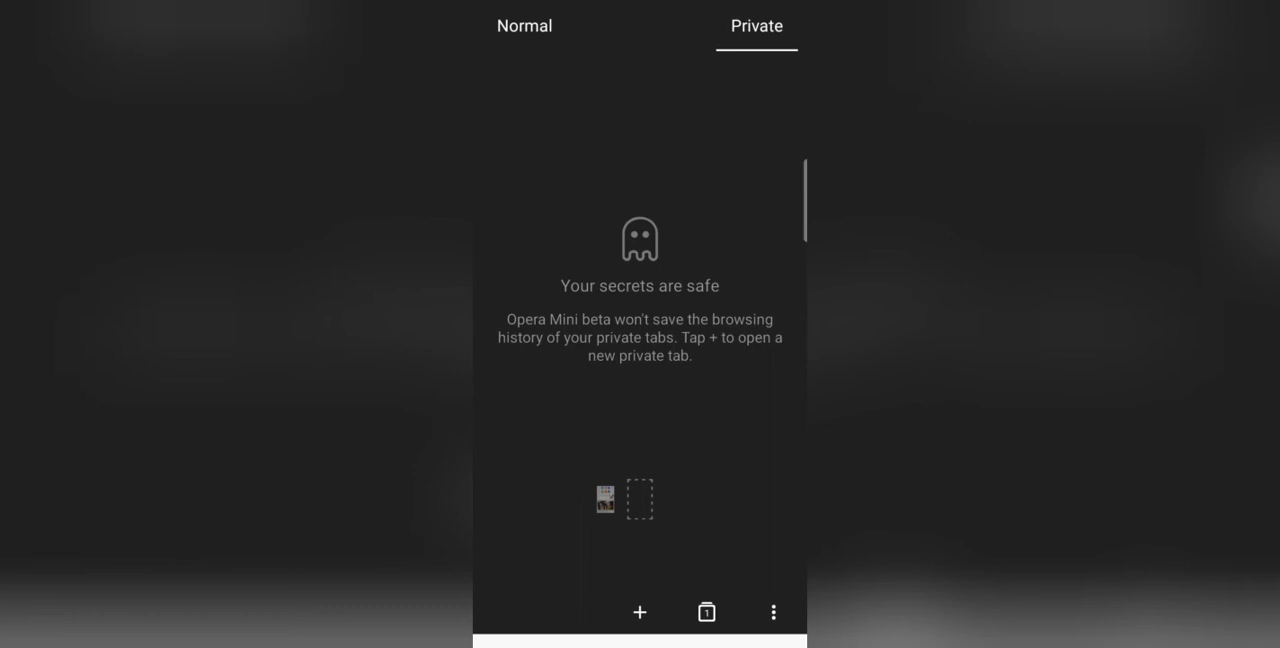 Normal
Private
Your secrets are safe
Opera Mini beta won't save the browsing
history of your private tabs. Tap + to open a
new private tab.
1